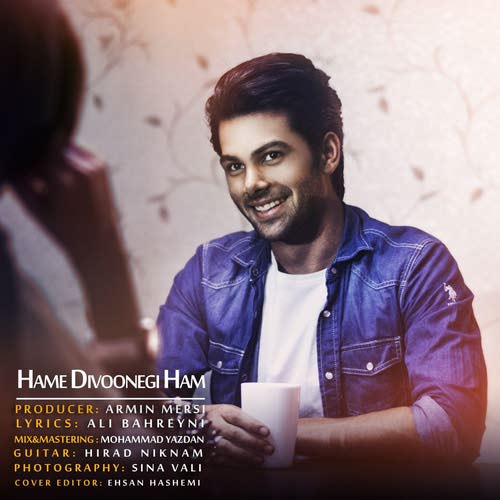 HAME DIVOONEGI HAM
PRODUCER: ARMIN MERSI
LYRICS: ALI BAHREYNI
MIX&MASTERING: MOHAMMAD YAZDAN
GUITAR: HIRAD NIKNAM
PHOTOGRAPHY: SINA VALI
COVER EDITOR: EHSAN HASHEMI